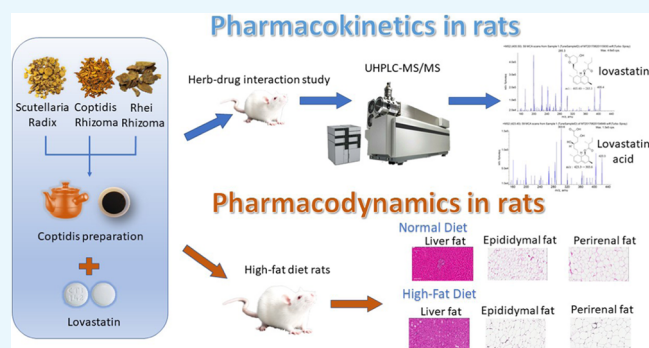 Pharmacokinetics in rats
Scutellaria
Radix
Coptidis
Rhizoma
Rhei
Rhizoma
Coptidis preparation
Lovastatin
Herb-drug interaction study
UHPLC-MS/MS
lovastatin
Lovastatin
acid
Pharmacodynamics in rats
High-fat diet rats
Normal Diet
Liver fat
Epididymal fat
Perirenal fat
High-Fat Diet
Liver fat
Epididymal fat
Perirenal fat